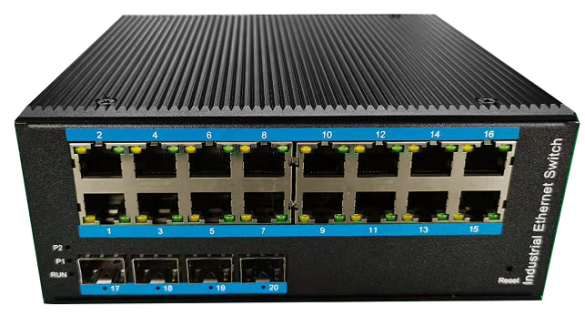 2 4 6 8 10 12 14 16
1 3 5 7 9 11 13 15
P2
P1
RUN
17 18 19 20
Reset
Industrial Ethernet Switch